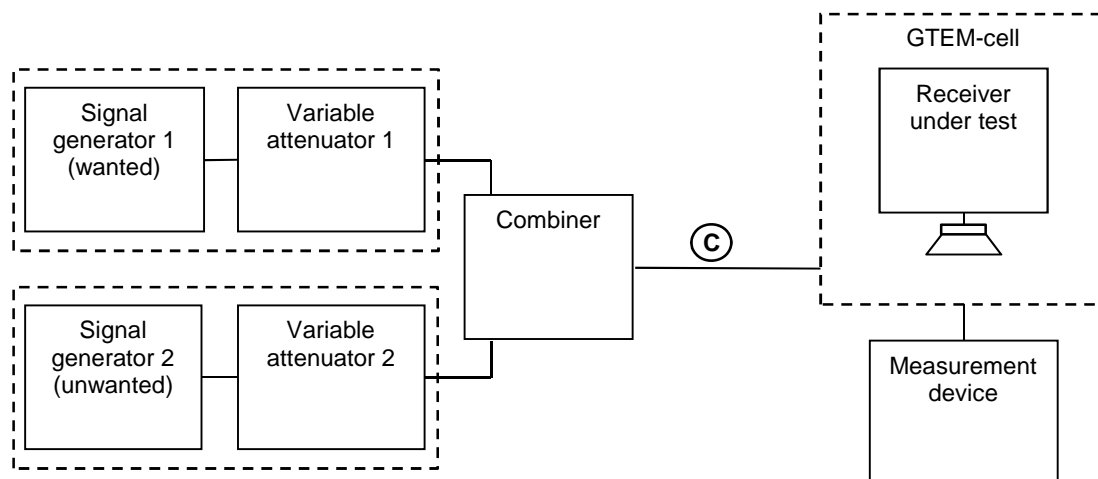 GTEM-cell
Signal
generator 1
(wanted)
Variable
attenuator 1
Receiver
under test
Combiner
C
Signal
generator 2
(unwanted)
Variable
attenuator 2
Measurement
device